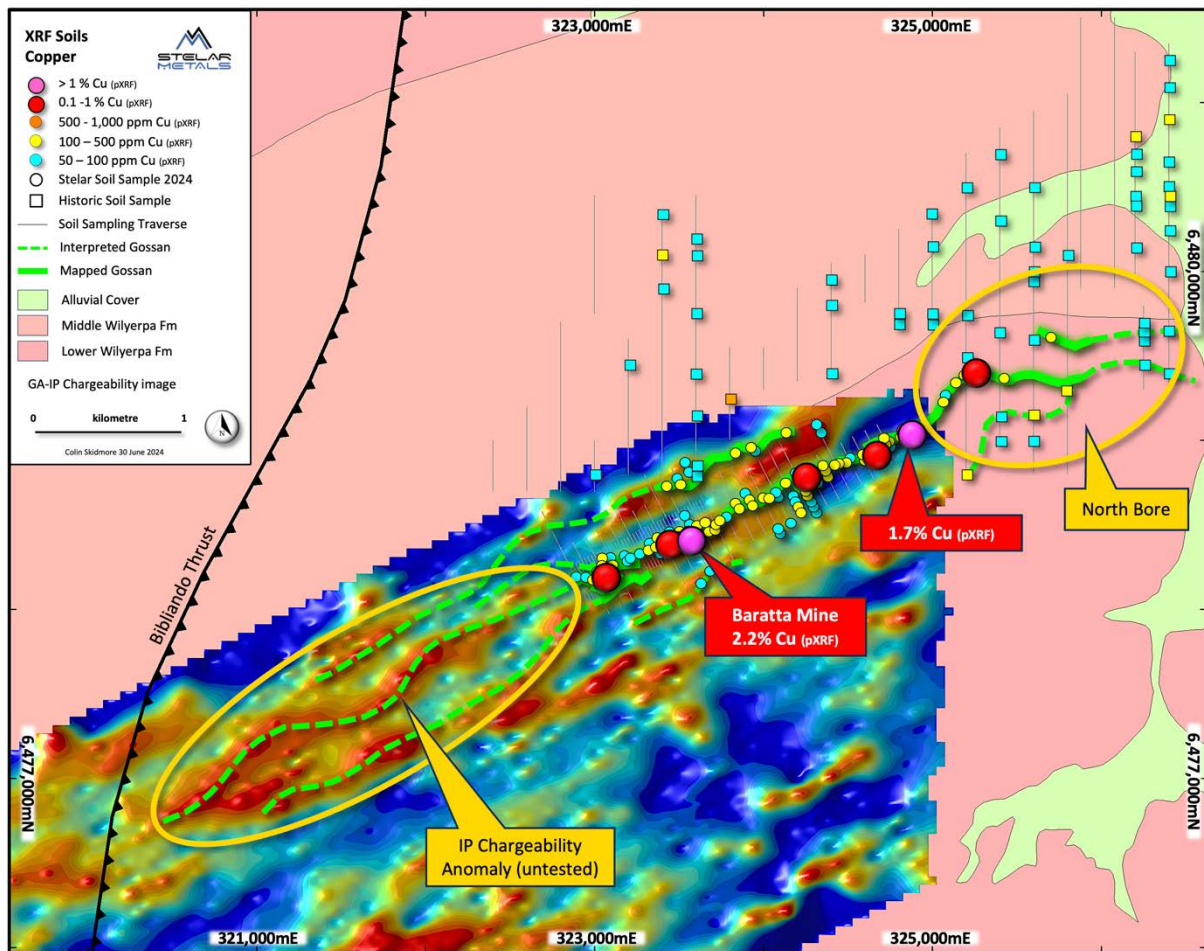 323,000mE
325,000mE
XRF Soils
Copper
STELAR
METALS
> 1 % Cu (pXRF)
0.1 -1 % Cu (pXRF)
500 - 1,000 ppm Cu (pXRF)
100 – 500 ppm Cu (pXRF)
50 – 100 ppm Cu (pXRF)
Stelar Soil Sample 2024
Historic Soil Sample
Soil Sampling Traverse
Interpreted Gossan
Mapped Gossan
Alluvial Cover
Middle Wilyerpa Fm
Lower Wilyerpa Fm
GA-IP Chargeability image
0 kilometre 1
N
Colin Skidmore 30 June 2024
6,480,000mN
North Bore
1.7% Cu (pXRF)
Bibliando Thrust
Baratta Mine
2.2% Cu (pXRF)
6,477,000mN
6,477,000mN
IP Chargeability
Anomaly (untested)
321,000mE
323,000mE
325,000mE